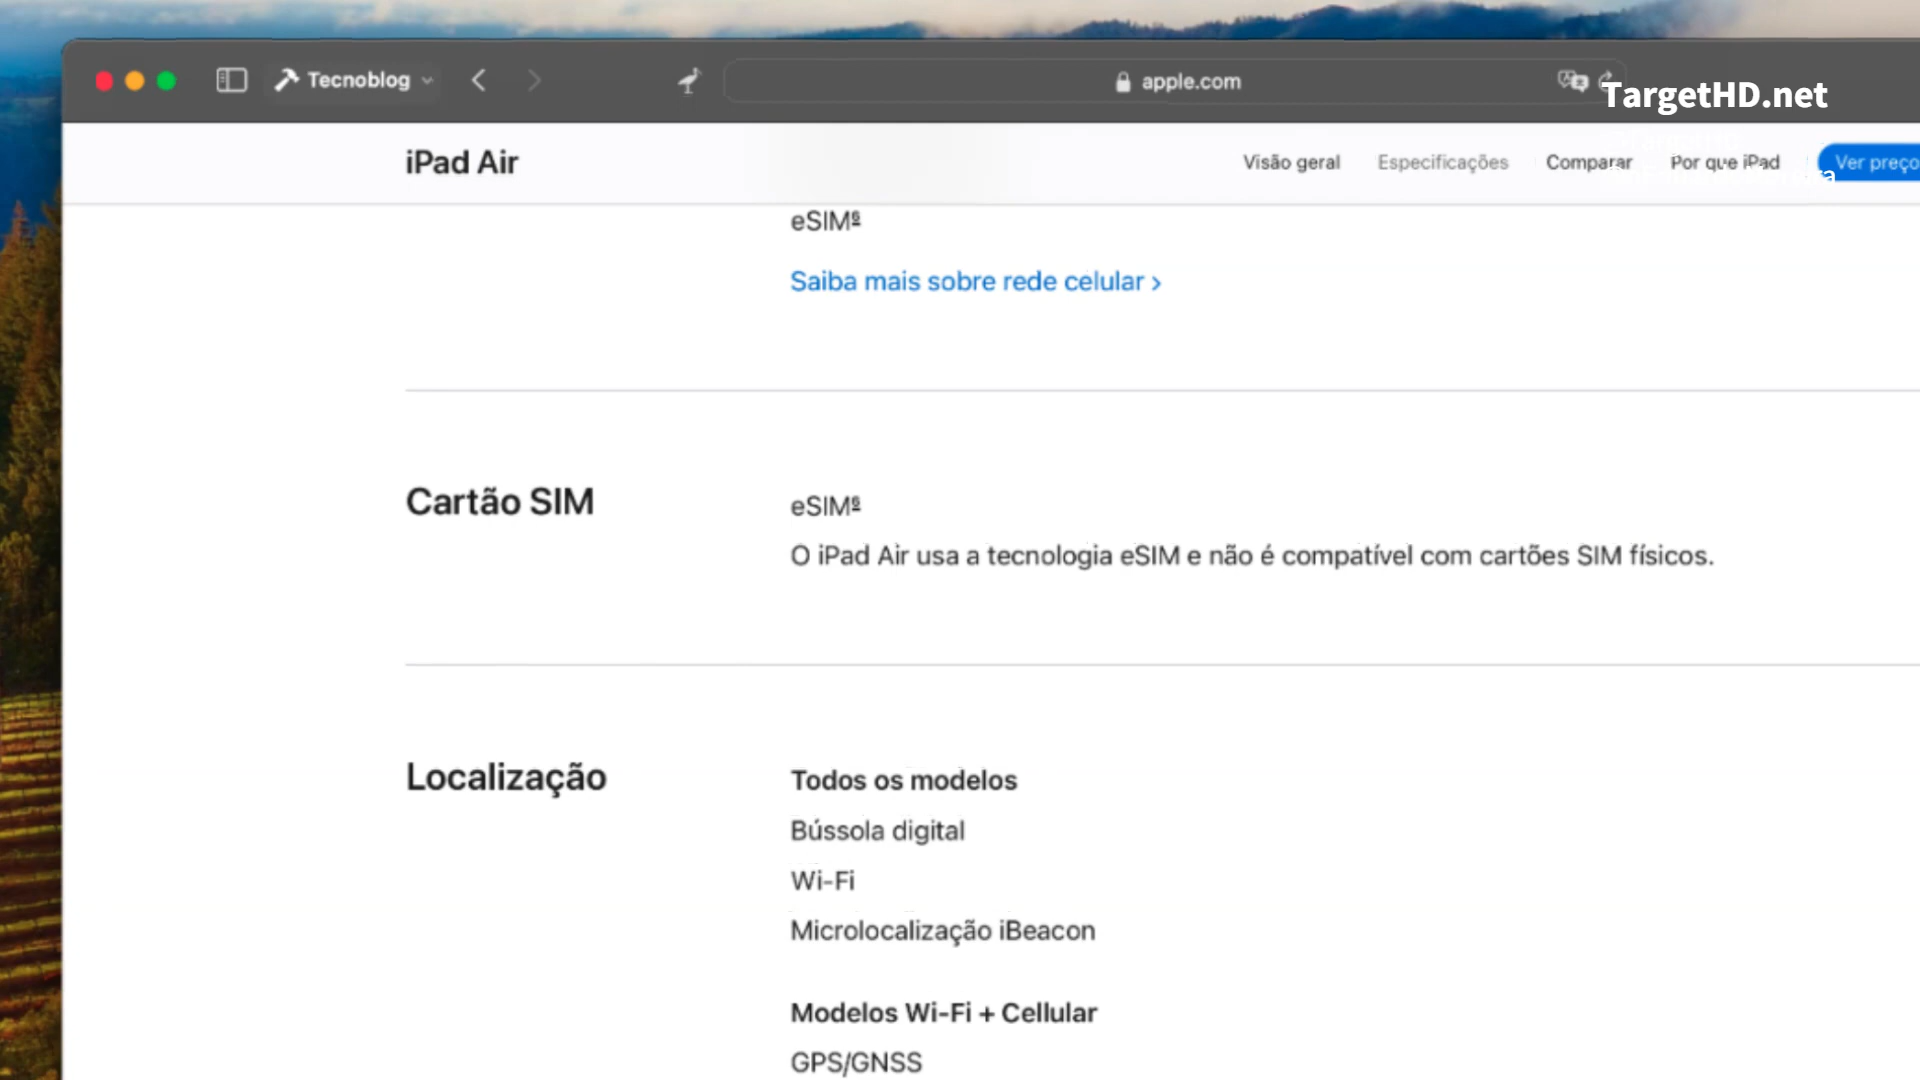 Tecnoblog
apple.com
TargetHD.net
iPad Air
Visão geral
Especificações
Comparar
Por que iPad
Ver preço
eSIM⁶
Saiba mais sobre rede celular >
Cartão SIM
eSIM⁶
O iPad Air usa a tecnologia eSIM e não é compatível com cartões SIM físicos.
Localização
Todos os modelos
Bússola digital
Wi-Fi
Microlocalização iBeacon
Modelos Wi-Fi + Cellular
GPS/GNSS